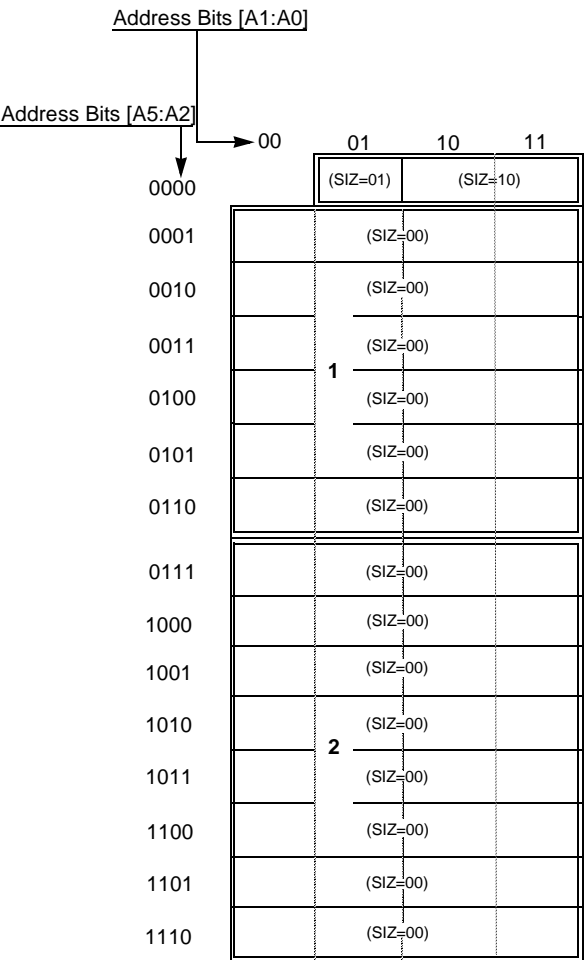 Address Bits [A1:A0]
Address Bits [A5:A2]
00 01 10 11
0000 (SIZ=01) (SIZ=10)
0001 (SIZ=00)
0010 (SIZ=00)
0011 (SIZ=00)
1
0100 (SIZ=00)
0101 (SIZ=00)
0110 (SIZ=00)
0111 (SIZ=00)
1000 (SIZ=00)
1001 (SIZ=00)
1010 (SIZ=00)
2
1011 (SIZ=00)
1100 (SIZ=00)
1101 (SIZ=00)
1110 (SIZ=00)